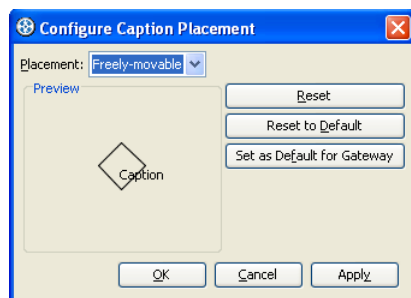 Configure Caption Placement
Placement: Freely-movable
Preview
Caption
Reset
Reset to Default
Set as Default for Gateway
OK
Cancel
Apply